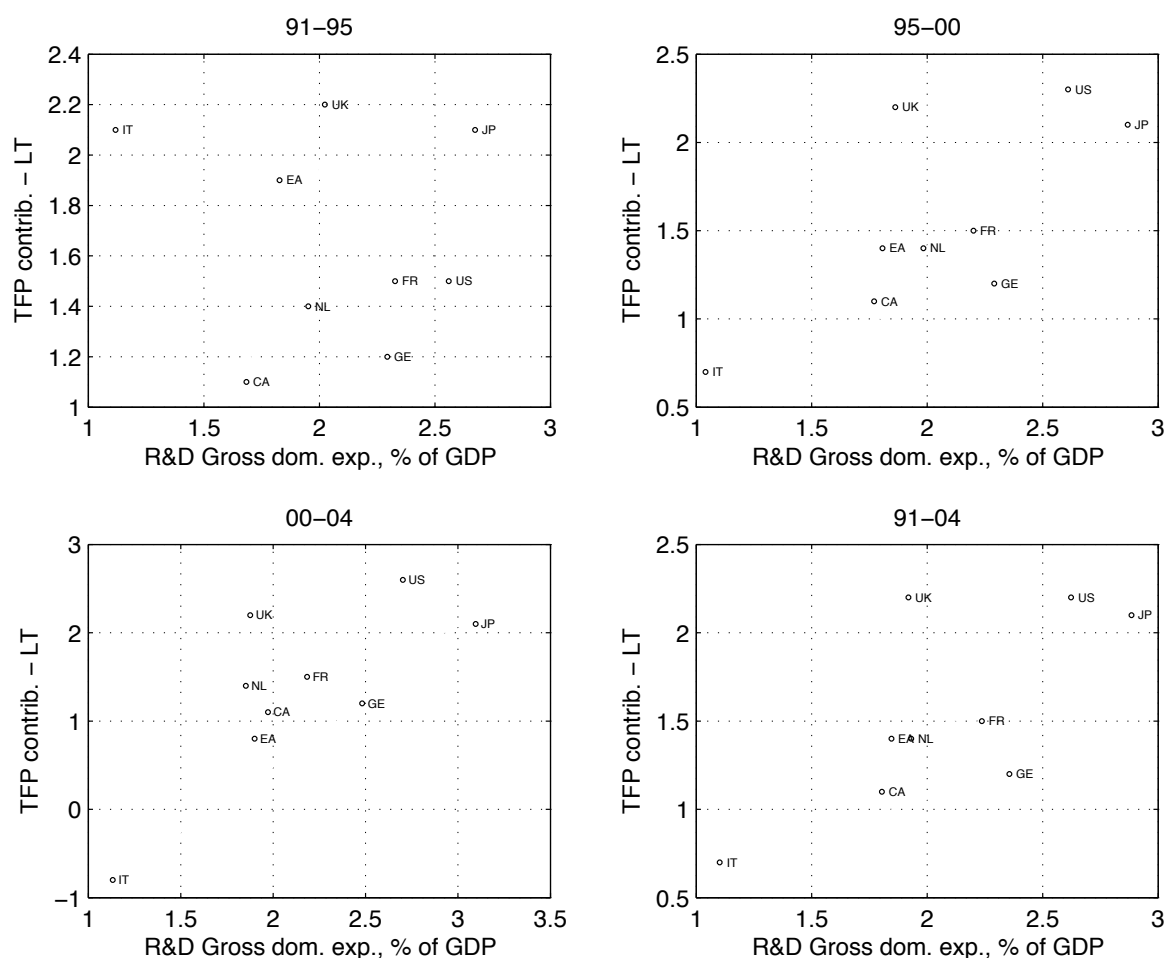 91−95
2.4
2.2
2
1.8
1.6
1.4
1.2
1
TFP contrib. − LT
IT
UK
JP
EA
FR
US
NL
GE
CA
1 1.5 2 2.5 3
R&D Gross dom. exp., % of GDP
95−00
2.5
2
1.5
1
0.5
TFP contrib. − LT
US
UK
JP
FR
EA
NL
GE
CA
IT
1 1.5 2 2.5 3
R&D Gross dom. exp., % of GDP
00−04
3
2
1
0
−1
TFP contrib. − LT
US
UK
JP
FR
NL
GE
CA
EA
IT
1 1.5 2 2.5 3 3.5
R&D Gross dom. exp., % of GDP
91−04
2.5
2
1.5
1
0.5
TFP contrib. − LT
UK
US
JP
FR
EA
NL
GE
CA
IT
1 1.5 2 2.5 3
R&D Gross dom. exp., % of GDP